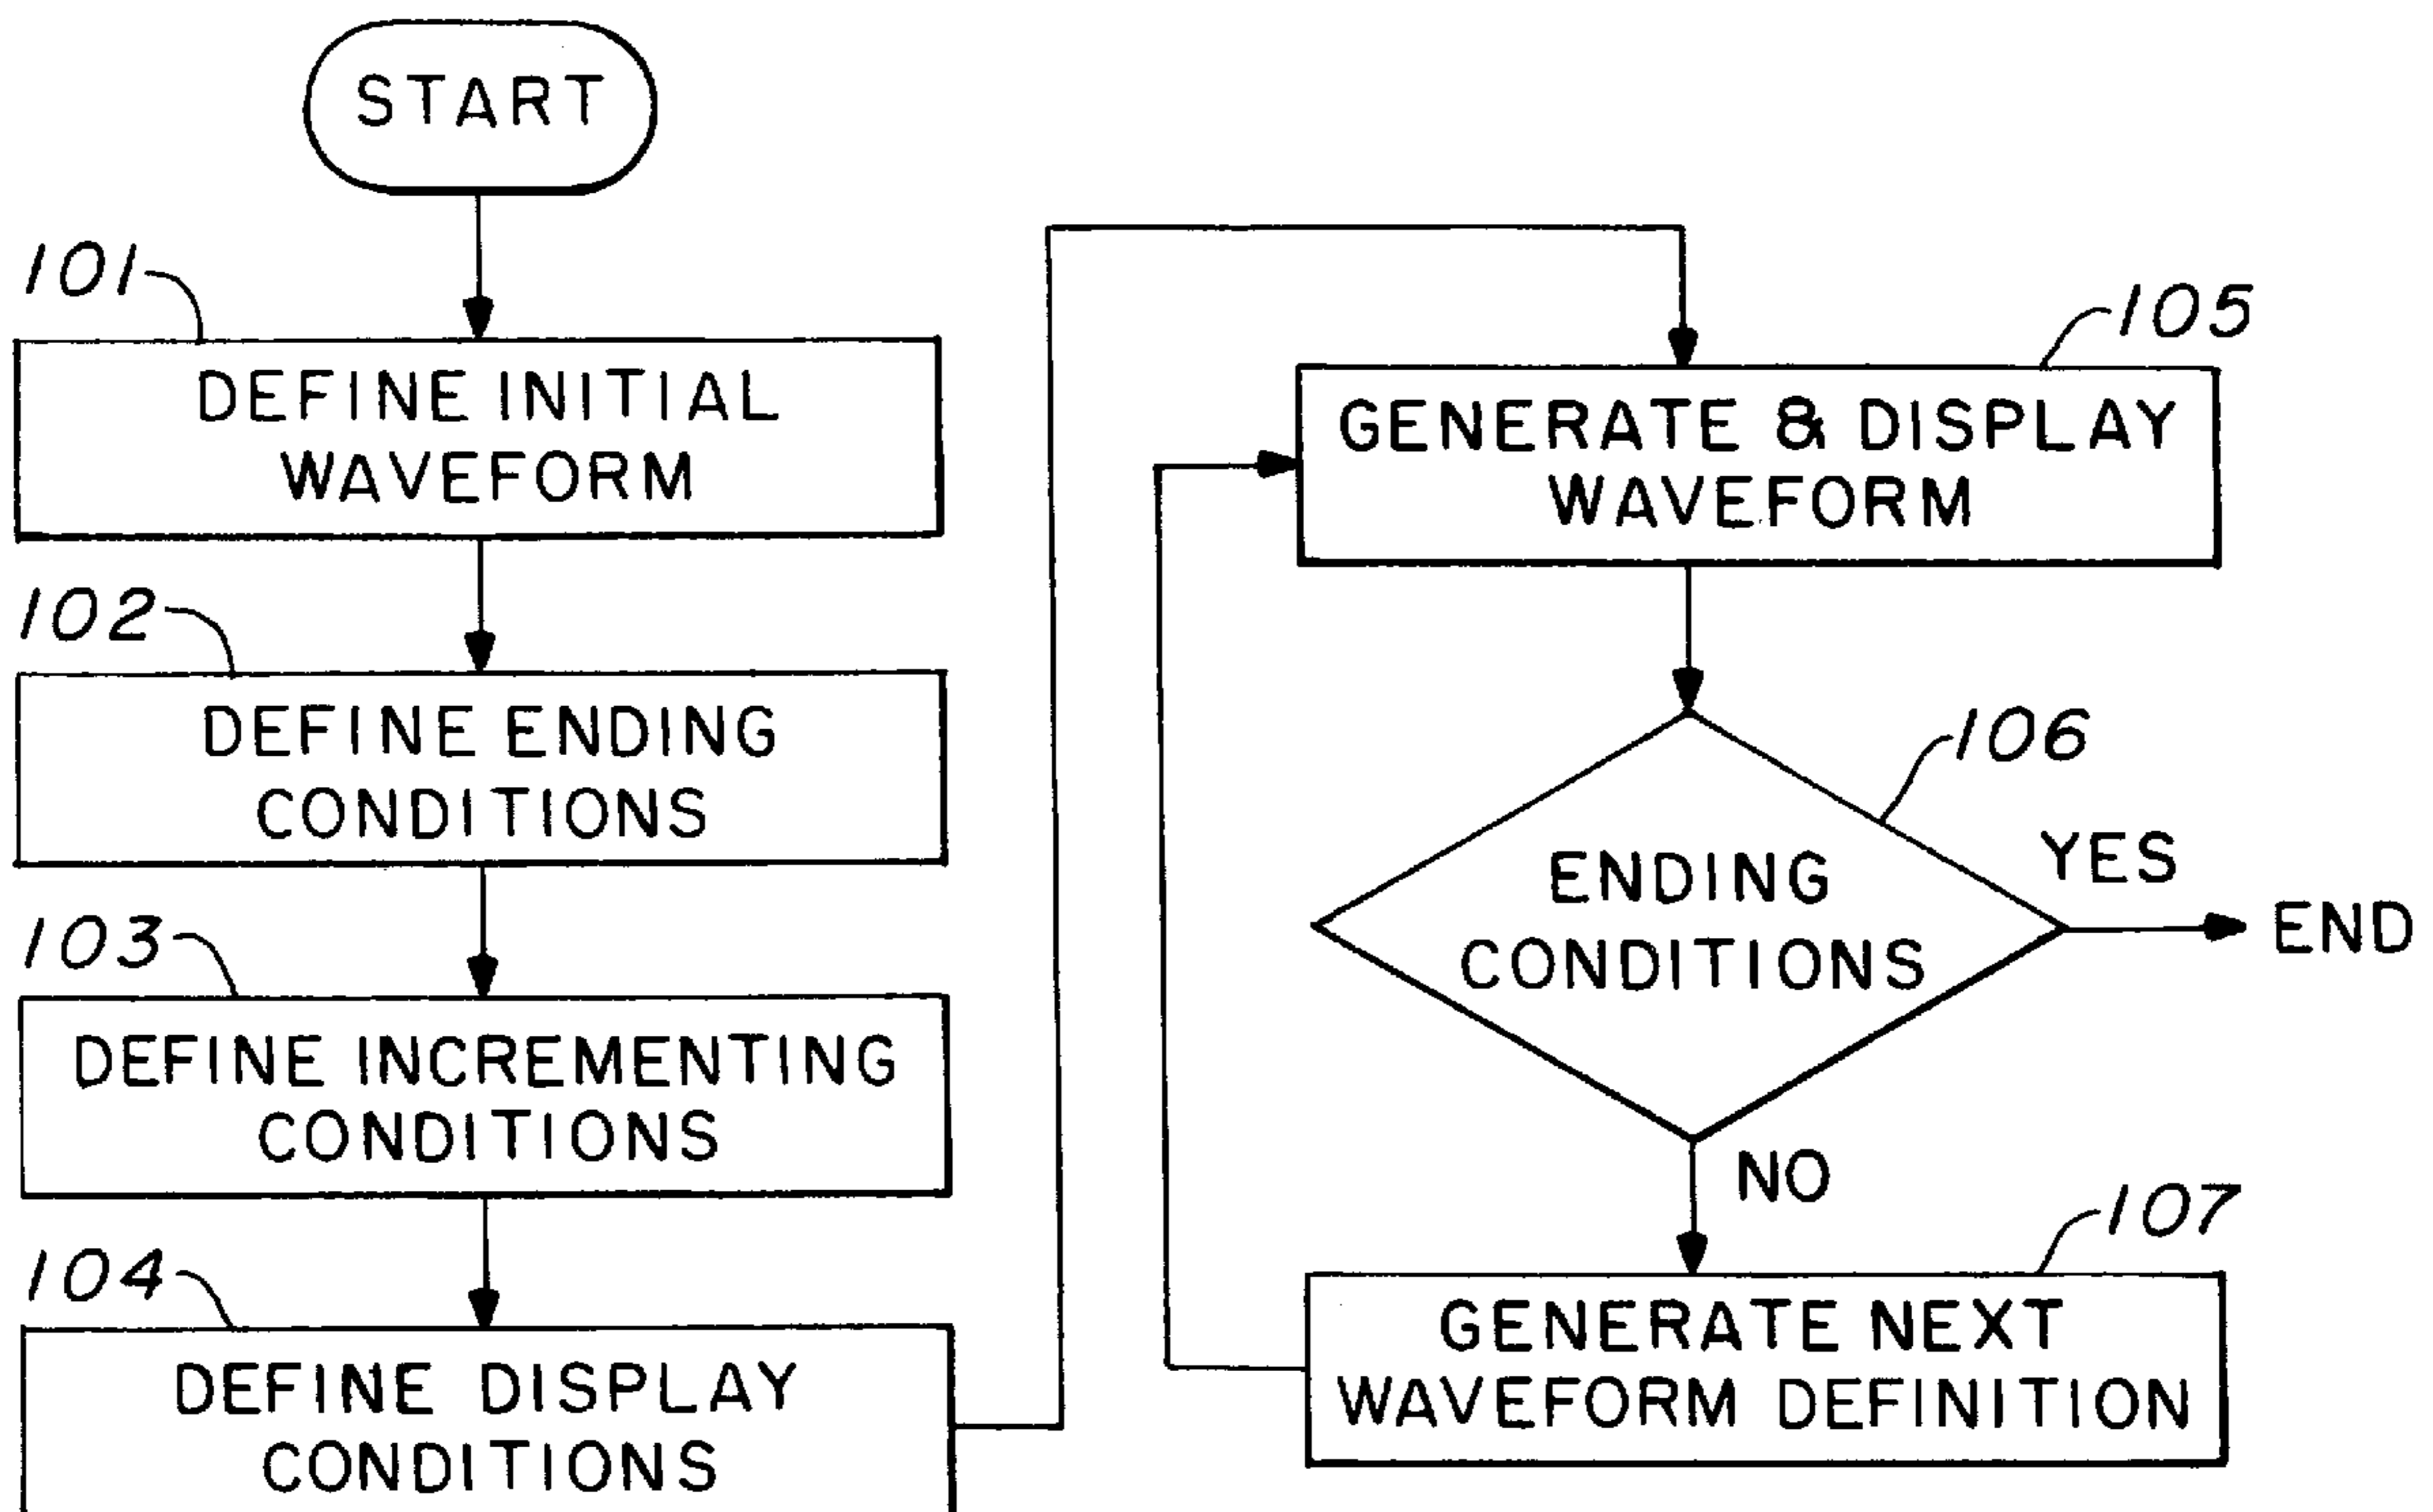 START
101
DEFINE INITIAL
WAVEFORM
102
DEFINE ENDING
CONDITIONS
103
DEFINE INCREMENTING
CONDITIONS
104
DEFINE DISPLAY
CONDITIONS
105
GENERATE & DISPLAY
WAVEFORM
106
ENDING
CONDITIONS
YES
END
NO
107
GENERATE NEXT
WAVEFORM DEFINITION